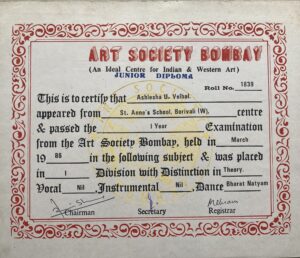 ART SOCIETY BOMBAY
(An Ideal Centre for Indian & Western Art)
JUNIOR DIPLOMA
Roll No. 1839
This is to certify that Ashlesha U. Velhal.
appeared from St. Anne's School, Borivali (W), centre
& passed the I Year Examination
from the Art Society Bombay, held in March
19 86 in the following subject & was placed
in I Division with Distinction in Theory.
Vocal Nil. Instrumental Nil. Dance Bharat Natyam
Chairman Secretary Registrar